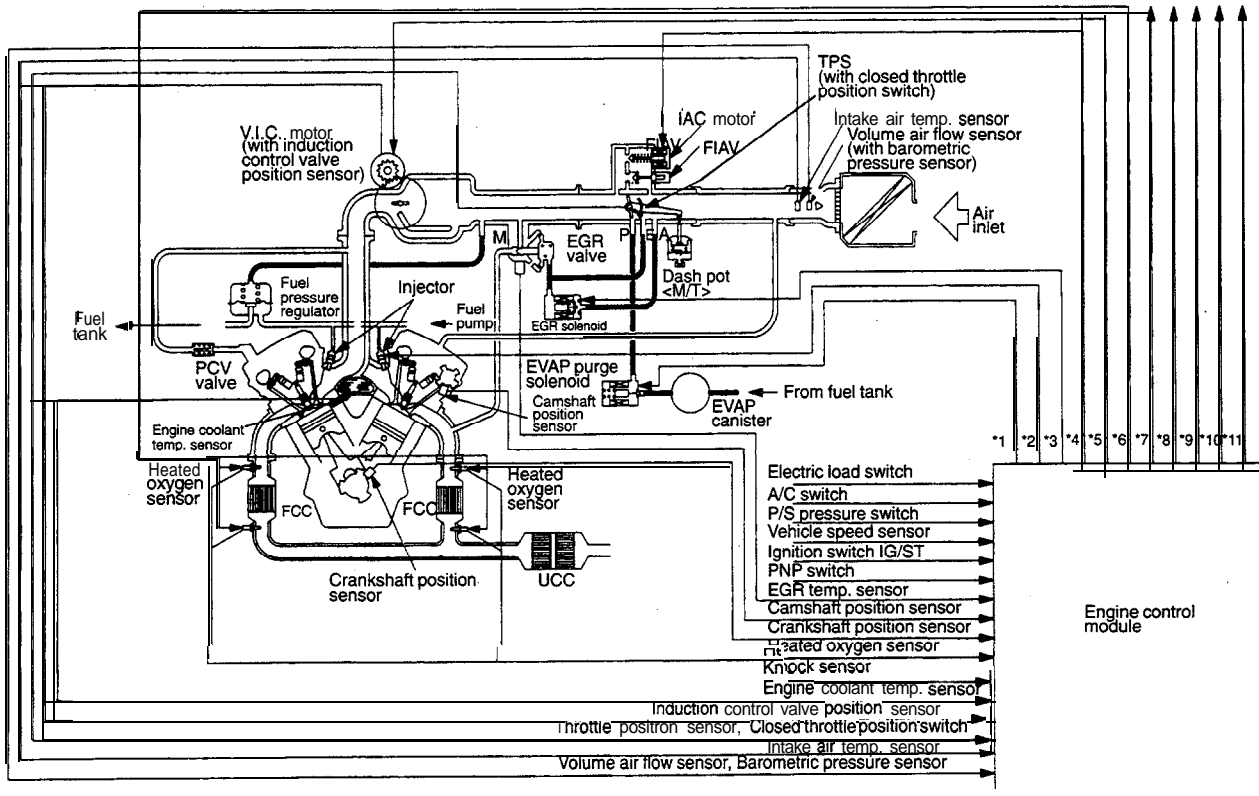 TPS
(with closed throttle
position switch)
IAC motor
Intake air temp. sensor
Volume air flow sensor
(with barometric
pressure sensor)
V.I.C. motor
(with induction
control valve
position sensor)
FIAV
Air
inlet
M
P
E
A
EGR
valve
Dash pot
<M/T>
Fuel
pressure
regulator
Injector
Fuel
tank
Fuel
pump
EGR solenoid
PCV
valve
EVAP purge
solenoid
Camshaft
position
sensor
From fuel tank
EVAP
canister
Engine coolant
temp. sensor
*1 *2 *3 *4 *5 *6 *7 *8 *9 *10 *11
Heated
oxygen
sensor
Heated
oxygen
sensor
FCC
FCC
UCC
Crankshaft position
sensor
Electric load switch
A/C switch
P/S pressure switch
Vehicle speed sensor
Ignition switch IG/ST
PNP switch
EGR temp. sensor
Camshaft position sensor
Crankshaft position sensor
Heated oxygen sensor
Knock sensor
Engine coolant temp. sensor
Induction control valve position sensor
Throttle positron sensor, Closed throttle position switch
Intake air temp. sensor
Volume air flow sensor, Barometric pressure sensor
Engine control
module